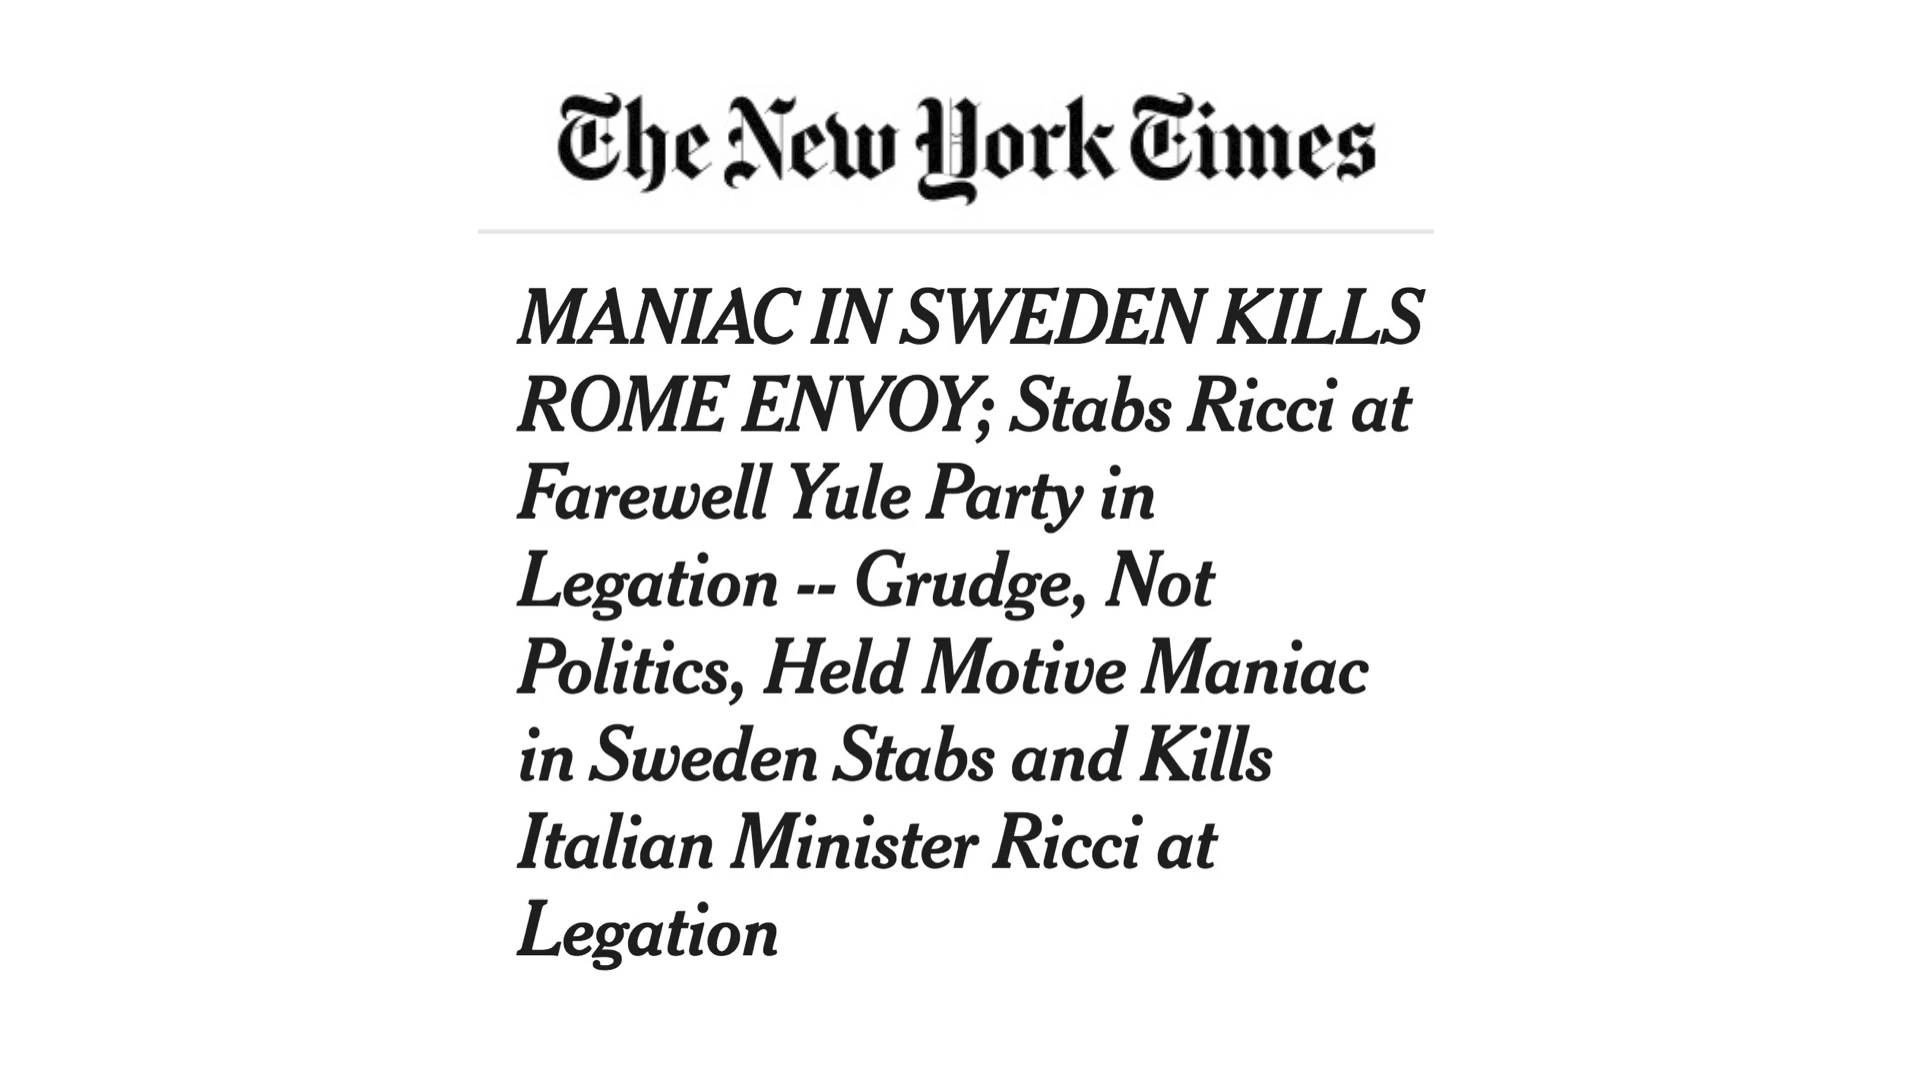 The New York Times
MANIAC IN SWEDEN KILLS
ROME ENVOY; Stabs Ricci at
Farewell Yule Party in
Legation -- Grudge, Not
Politics, Held Motive Maniac
in Sweden Stabs and Kills
Italian Minister Ricci at
Legation